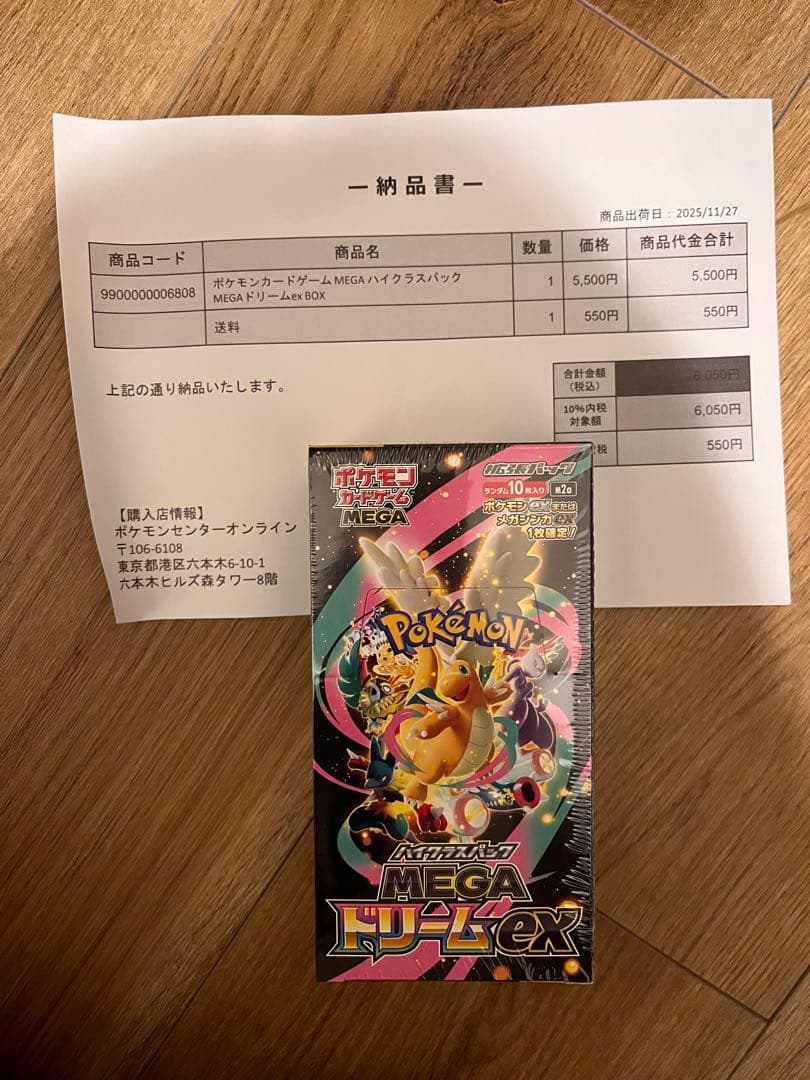 ー納品書ー
商品出荷日：2025/11/27
商品コード 商品名 数量 価格 商品代金合計
9900000006808 ポケモンカードゲーム MEGA ハイクラスパック MEGAドリームex BOX 1 5,500円 5,500円
送料 1 550円 550円
上記の通り納品いたします。
合計金額（税込） 6,050円
10%内税対象額 6,050円
税 550円
【購入店情報】
ポケモンセンターオンライン
〒106-6108
東京都港区六本木6-10-1
六本木ヒルズ森タワー8階
ポケモン
カードゲーム
MEGA
拡張パック
ランダム10枚入り
ポケモンexまたは
メガシンカex
1枚確定！
POKéMON
ハイクラスパック
MEGA
ドリームex